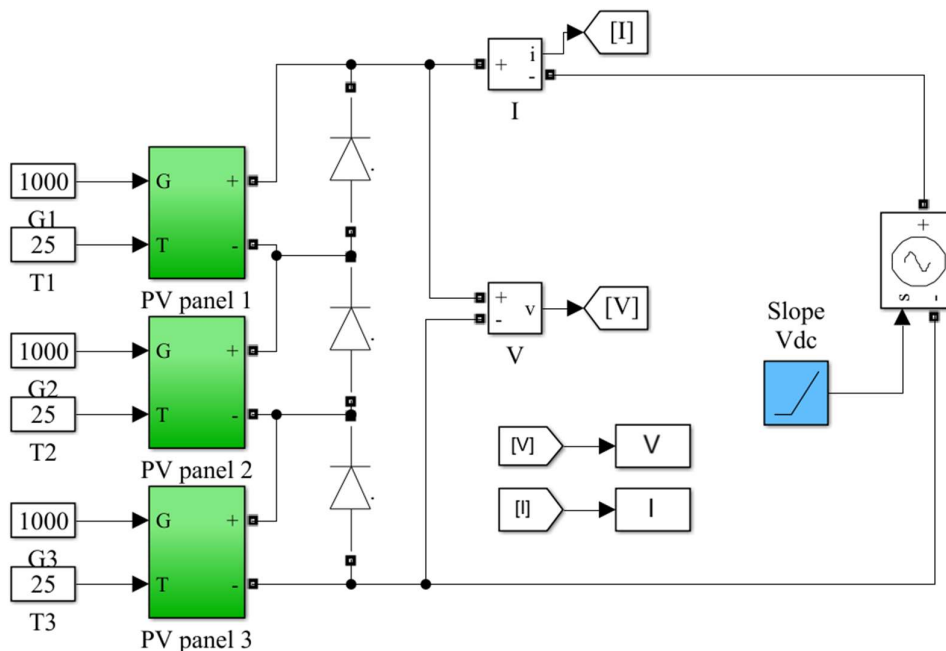 [I]
+
i
-
I
1000
G
+
G1
25
T
-
T1
PV panel 1
+
-
v
[V]
V
+
s
-
Slope
Vdc
1000
G
+
G2
25
T
-
T2
PV panel 2
[V]
V
[I]
I
1000
G
+
G3
25
T
-
T3
PV panel 3